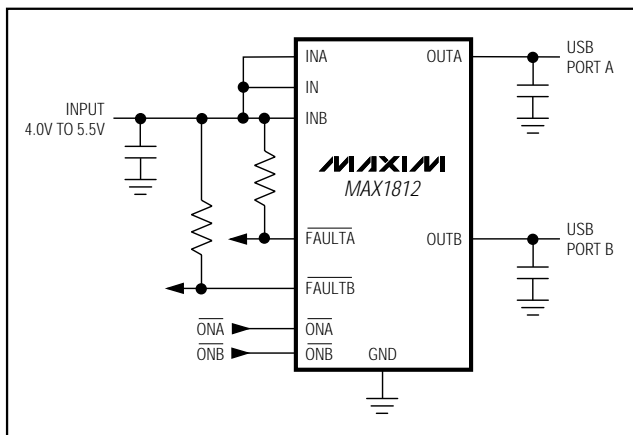 INA
OUTA
USB
PORT A
IN
INPUT
4.0V TO 5.5V
INB
MAXIM
MAX1812
FAULTA
OUTB
USB
PORT B
FAULTB
ONA
ONA
ONB
ONB
GND